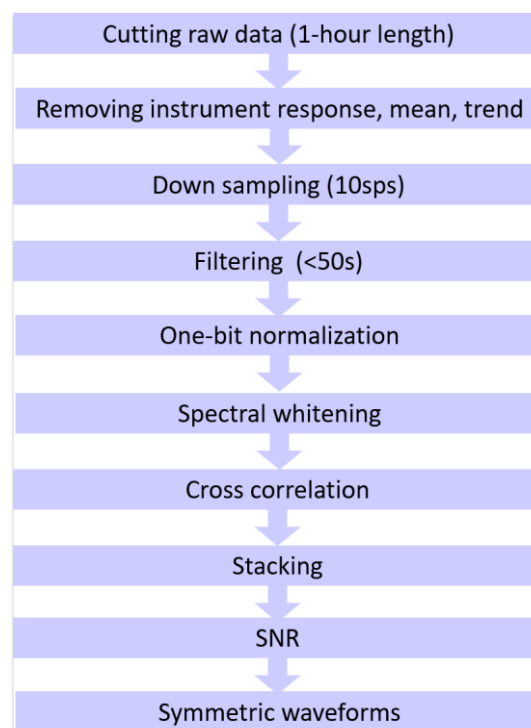 Cutting raw data (1-hour length)
Removing instrument response, mean, trend
Down sampling (10sps)
Filtering  (<50s)
One-bit normalization
Spectral whitening
Cross correlation
Stacking
SNR
Symmetric waveforms